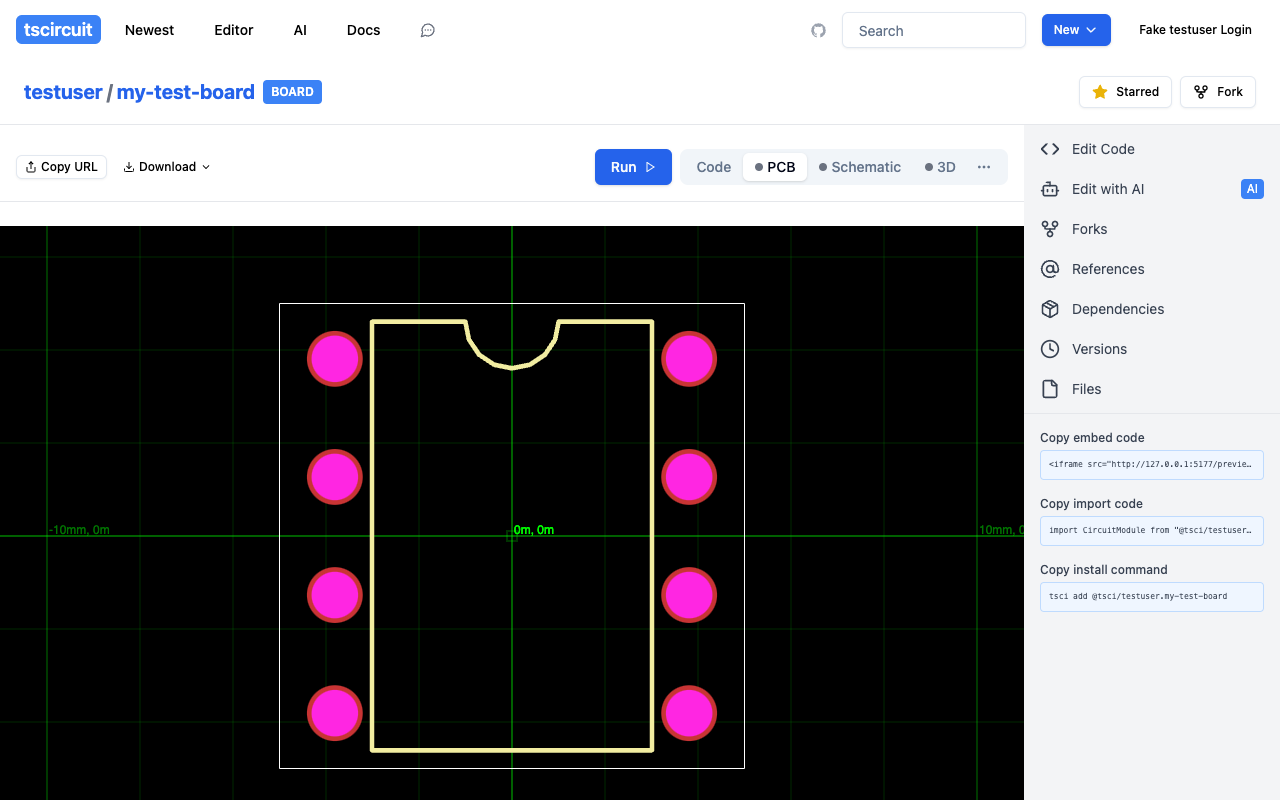 tscircuit Newest Editor AI Docs Search New Fake testuser Login
testuser / my-test-board BOARD Starred Fork
Copy URL Download Run Code PCB Schematic 3D ...
Edit Code
Edit with AI AI
Forks
References
Dependencies
Versions
Files
Copy embed code
<iframe src="http://127.0.0.1:5177/previe…
Copy import code
import CircuitModule from "@tsci/testuser…
Copy install command
tsci add @tsci/testuser.my-test-board
-10mm, 0m 0m, 0m 10mm, 0